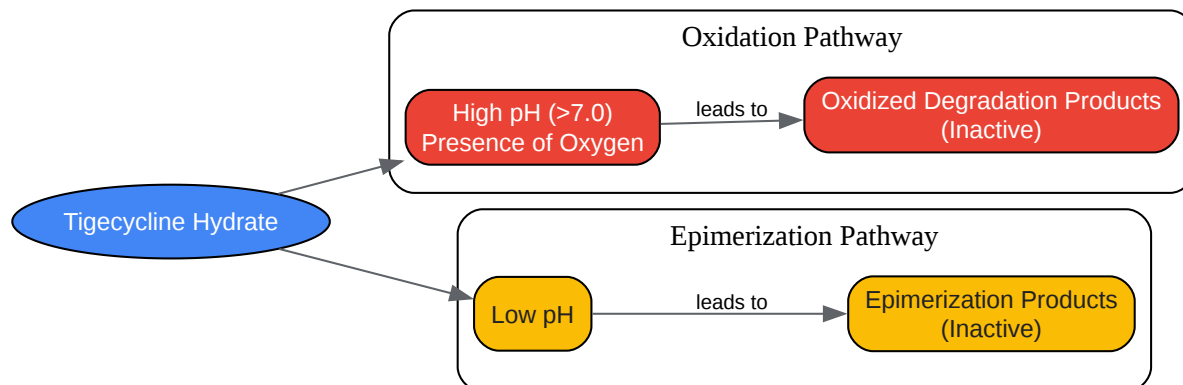 Oxidation Pathway
High pH (>7.0)
Presence of Oxygen
leads to
Oxidized Degradation Products
(Inactive)
Tigecycline Hydrate
Epimerization Pathway
Low pH
leads to
Epimerization Products
(Inactive)